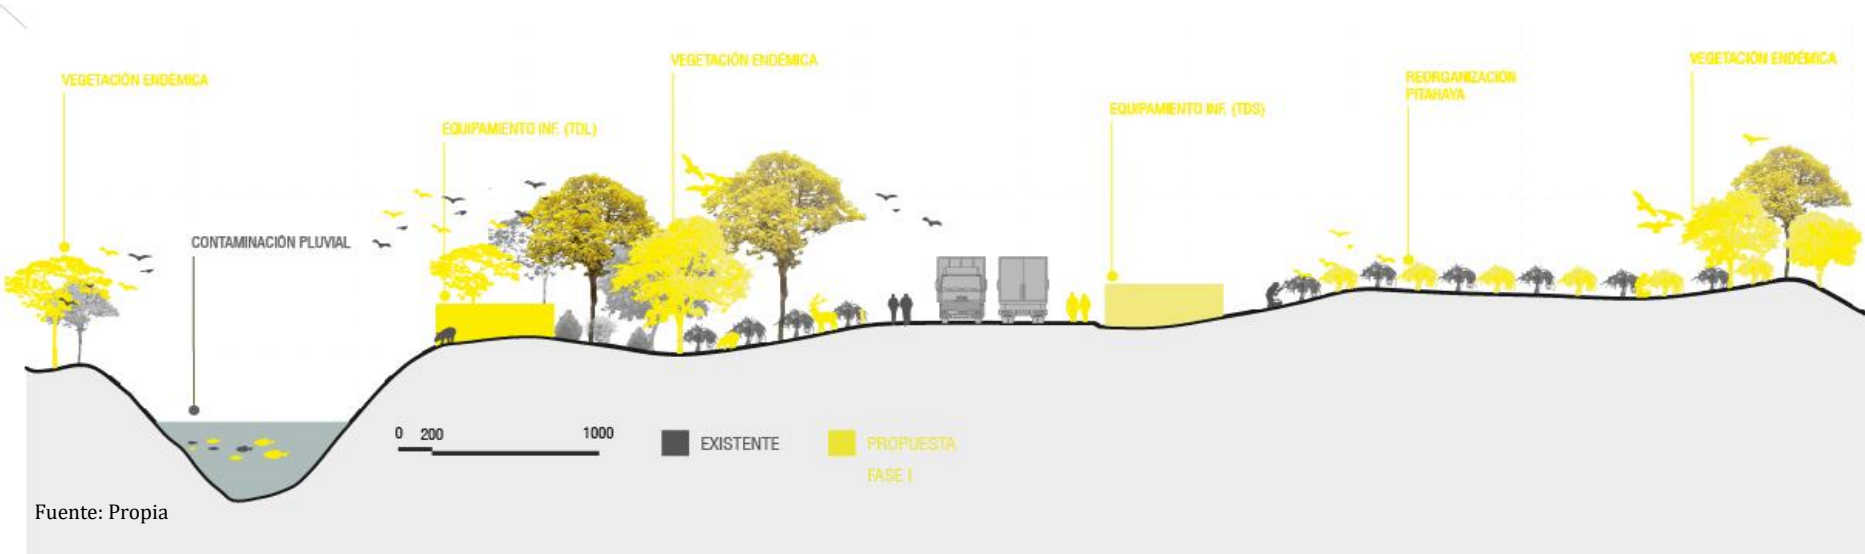 VEGETACIÓN ENDÉMICA
CONTAMINACIÓN PLUVIAL
EQUIPAMIENTO INF. (TDL)
VEGETACIÓN ENDÉMICA
EQUIPAMIENTO INF. (TDS)
REORGANIZACIÓN
PITAHAYA
VEGETACIÓN ENDÉMICA
0 200 1000
EXISTENTE
PROPUESTA
FASE I
Fuente: Propia